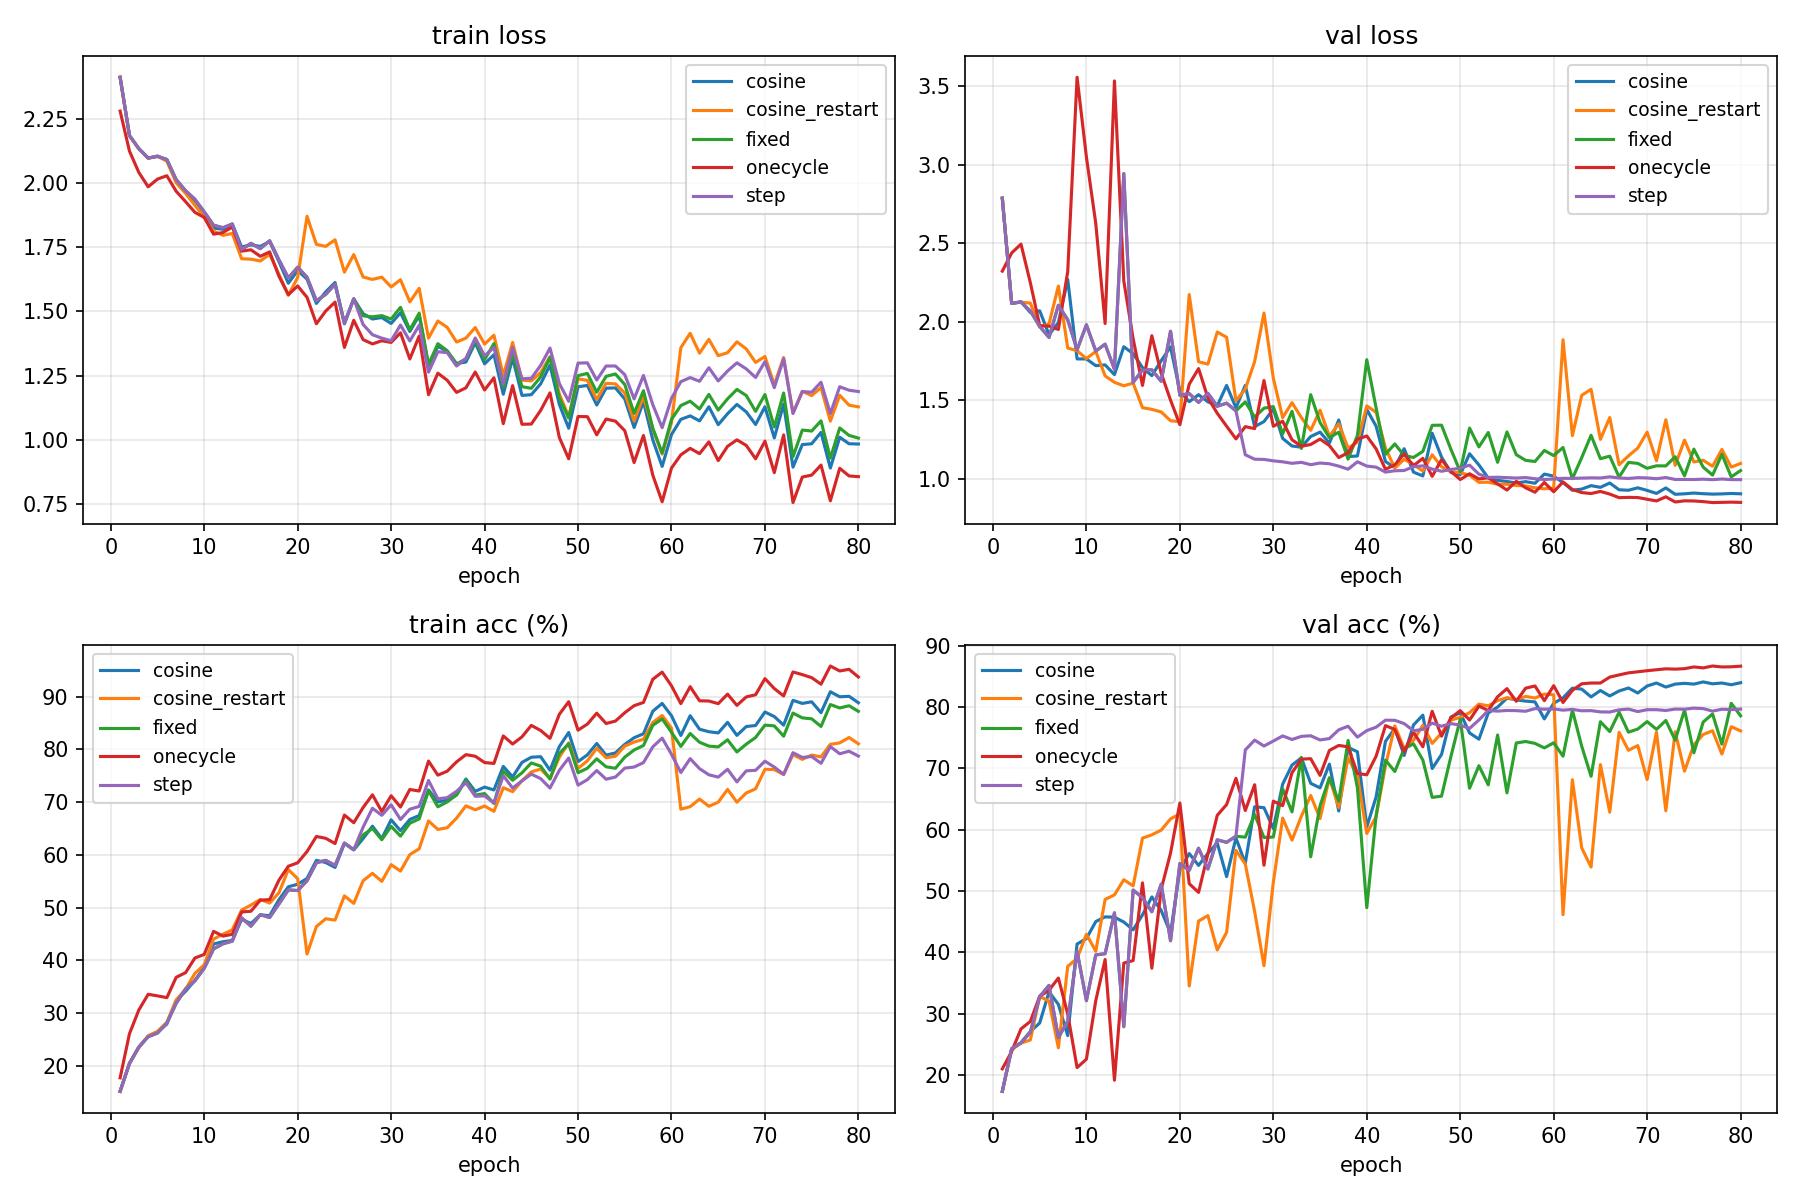 train loss
2.25
2.00
1.75
1.50
1.25
1.00
0.75
0 10 20 30 40 50 60 70 80
epoch
cosine
cosine_restart
fixed
onecycle
step
val loss
3.5
3.0
2.5
2.0
1.5
1.0
0 10 20 30 40 50 60 70 80
epoch
cosine
cosine_restart
fixed
onecycle
step
train acc (%)
90
80
70
60
50
40
30
20
0 10 20 30 40 50 60 70 80
epoch
cosine
cosine_restart
fixed
onecycle
step
val acc (%)
90
80
70
60
50
40
30
20
0 10 20 30 40 50 60 70 80
epoch
cosine
cosine_restart
fixed
onecycle
step